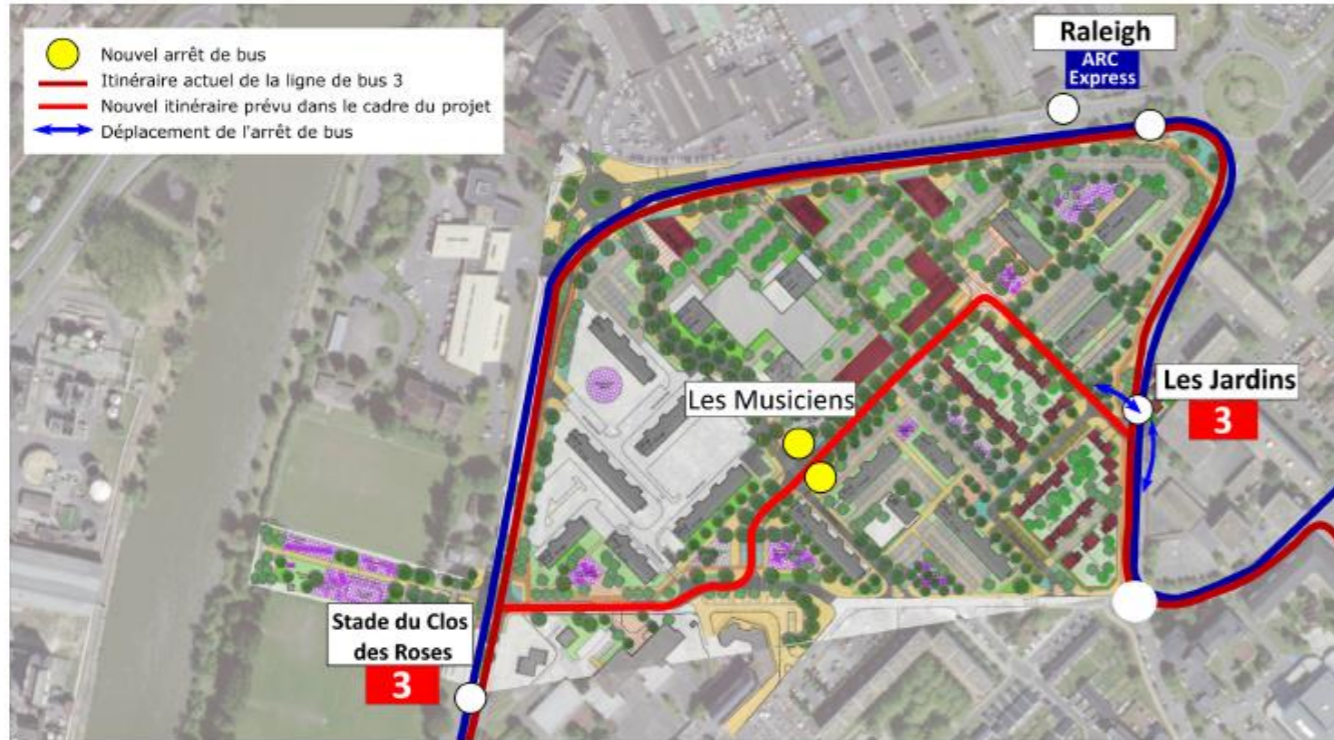 Nouvel arrêt de bus
Itinéraire actuel de la ligne de bus 3
Nouvel itinéraire prévu dans le cadre du projet
Déplacement de l'arrêt de bus
Raleigh
ARC
Express
Les Jardins
3
Les Musiciens
Stade du Clos
des Roses
3